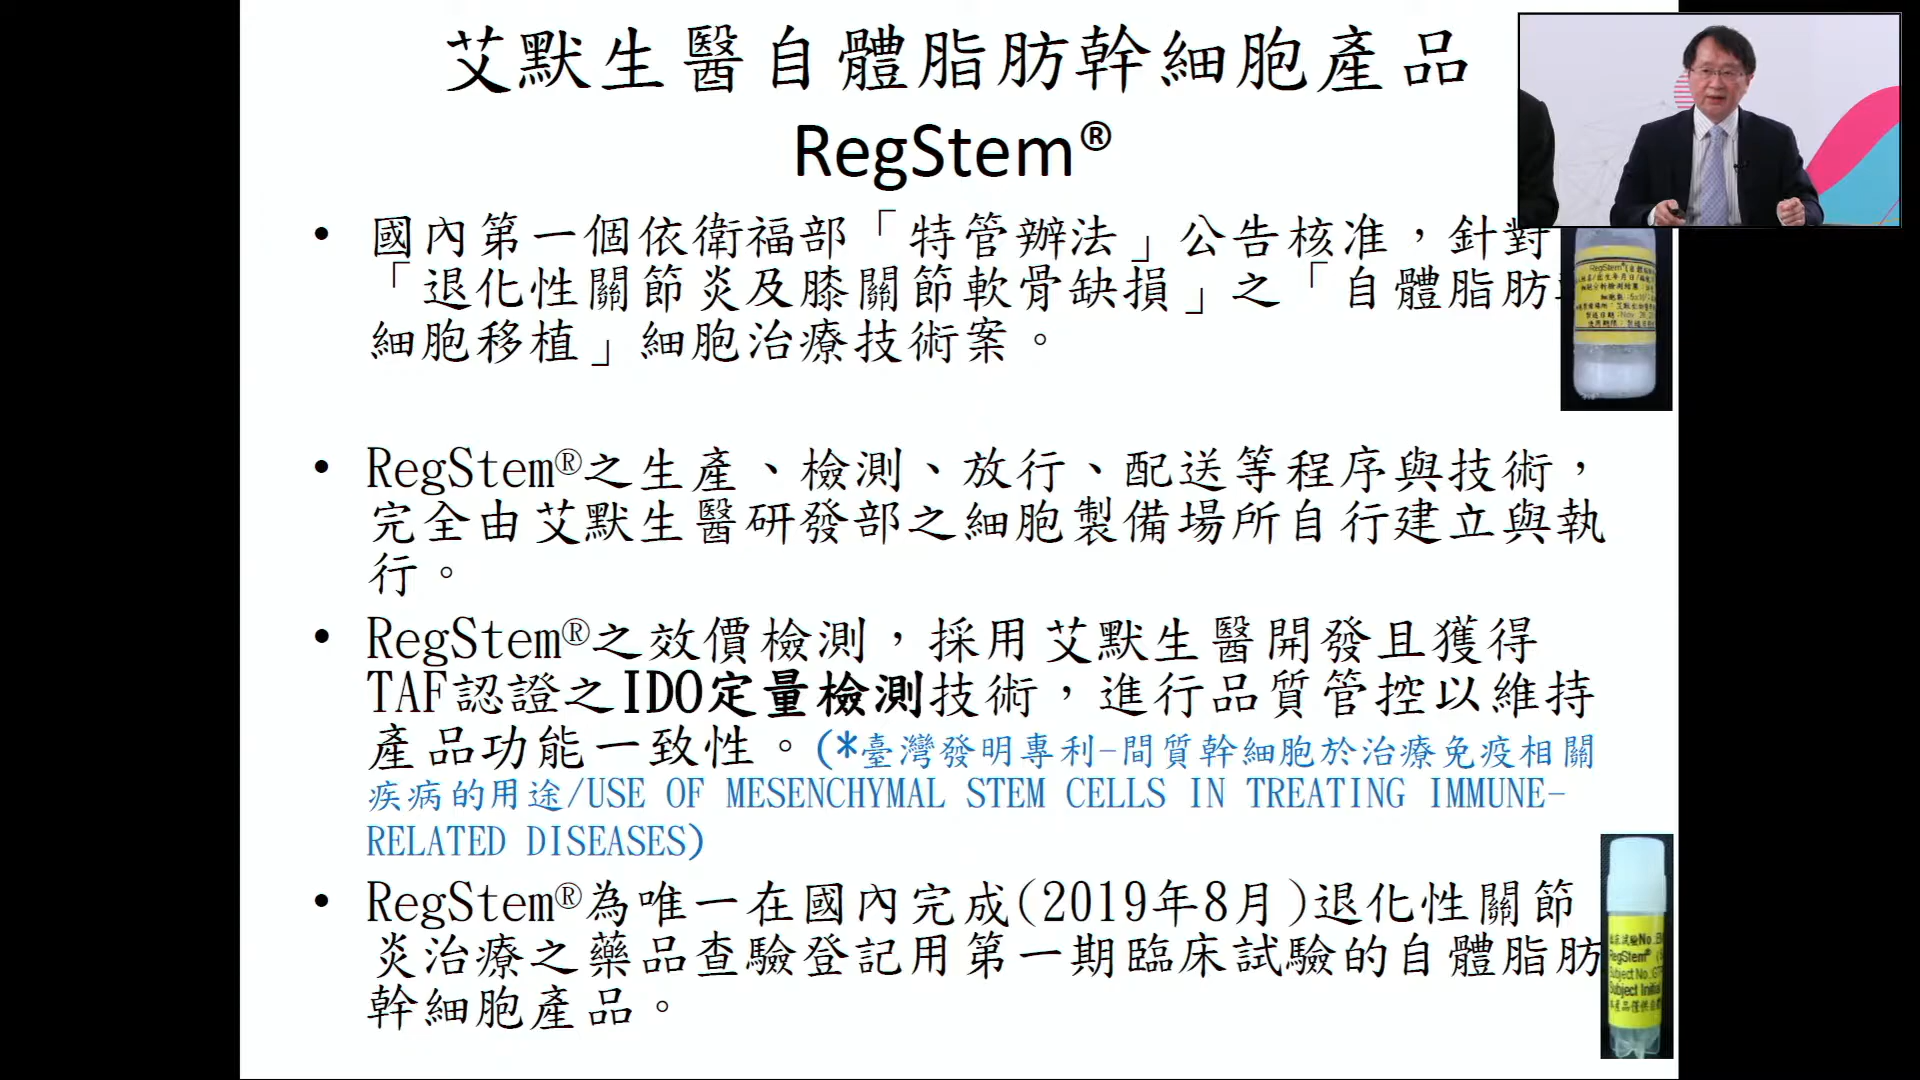 艾默生醫自體脂肪幹細胞產品
RegStem®
• 國內第一個依衛福部「特管辦法」公告核准，針對
「退化性關節炎及膝關節軟骨缺損」之「自體脂肪
細胞移植」細胞治療技術案。
• RegStem®之生產、檢測、放行、配送等程序與技術，
完全由艾默生醫研發部之細胞製備場所自行建立與執
行。
• RegStem®之效價檢測，採用艾默生醫開發且獲得
TAF認證之IDO定量檢測技術，進行品質管控以維持
產品功能一致性。(*臺灣發明專利-間質幹細胞於治療免疫相關
疾病的用途/USE OF MESENCHYMAL STEM CELLS IN TREATING IMMUNE-
RELATED DISEASES)
• RegStem®為唯一在國內完成(2019年8月)退化性關節
炎治療之藥品查驗登記用第一期臨床試驗的自體脂肪
幹細胞產品。
RegStem®
臨床試驗No.
RegStem®
Subject No.
Subject Initial